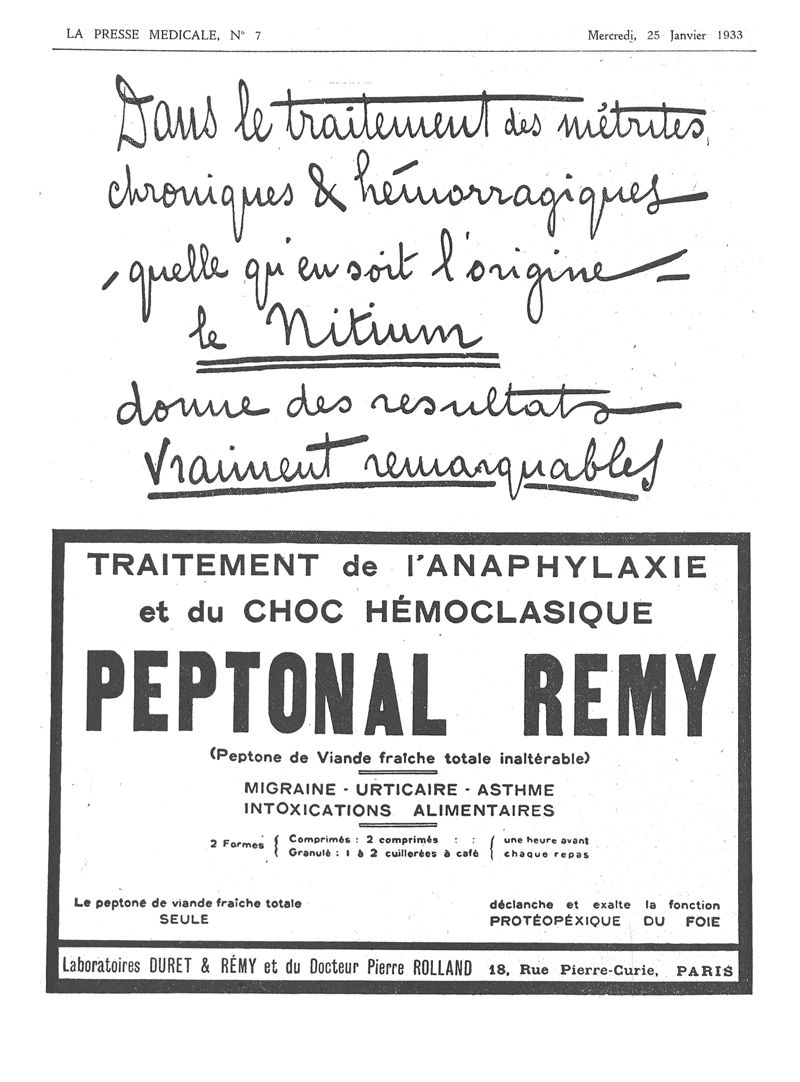 LA PRESSE MEDICALE, N° 7
Mercredi, 25 Janvier 1933
Dans le traitement des métrites
chroniques & hémorragiques
quelle qu'en soit l'origine
le Nitium
donne des resultats
vraiment remarquables
TRAITEMENT de l'ANAPHYLAXIE
et du CHOC HÉMOCLASIQUE
PEPTONAL REMY
(Peptone de Viande fraîche totale inaltérable)
MIGRAINE - URTICAIRE - ASTHME
INTOXICATIONS ALIMENTAIRES
2 Formes { Comprimés : 2 comprimés : : { une heure avant
Granulé : 1 à 2 cuillerées à café chaque repas
Le peptone de viande fraîche totale
SEULE
déclanche et exalte la fonction
PROTÉOPÉXIQUE DU FOIE
Laboratoires DURET & RÉMY et du Docteur Pierre ROLLAND 18, Rue Pierre-Curie, PARIS